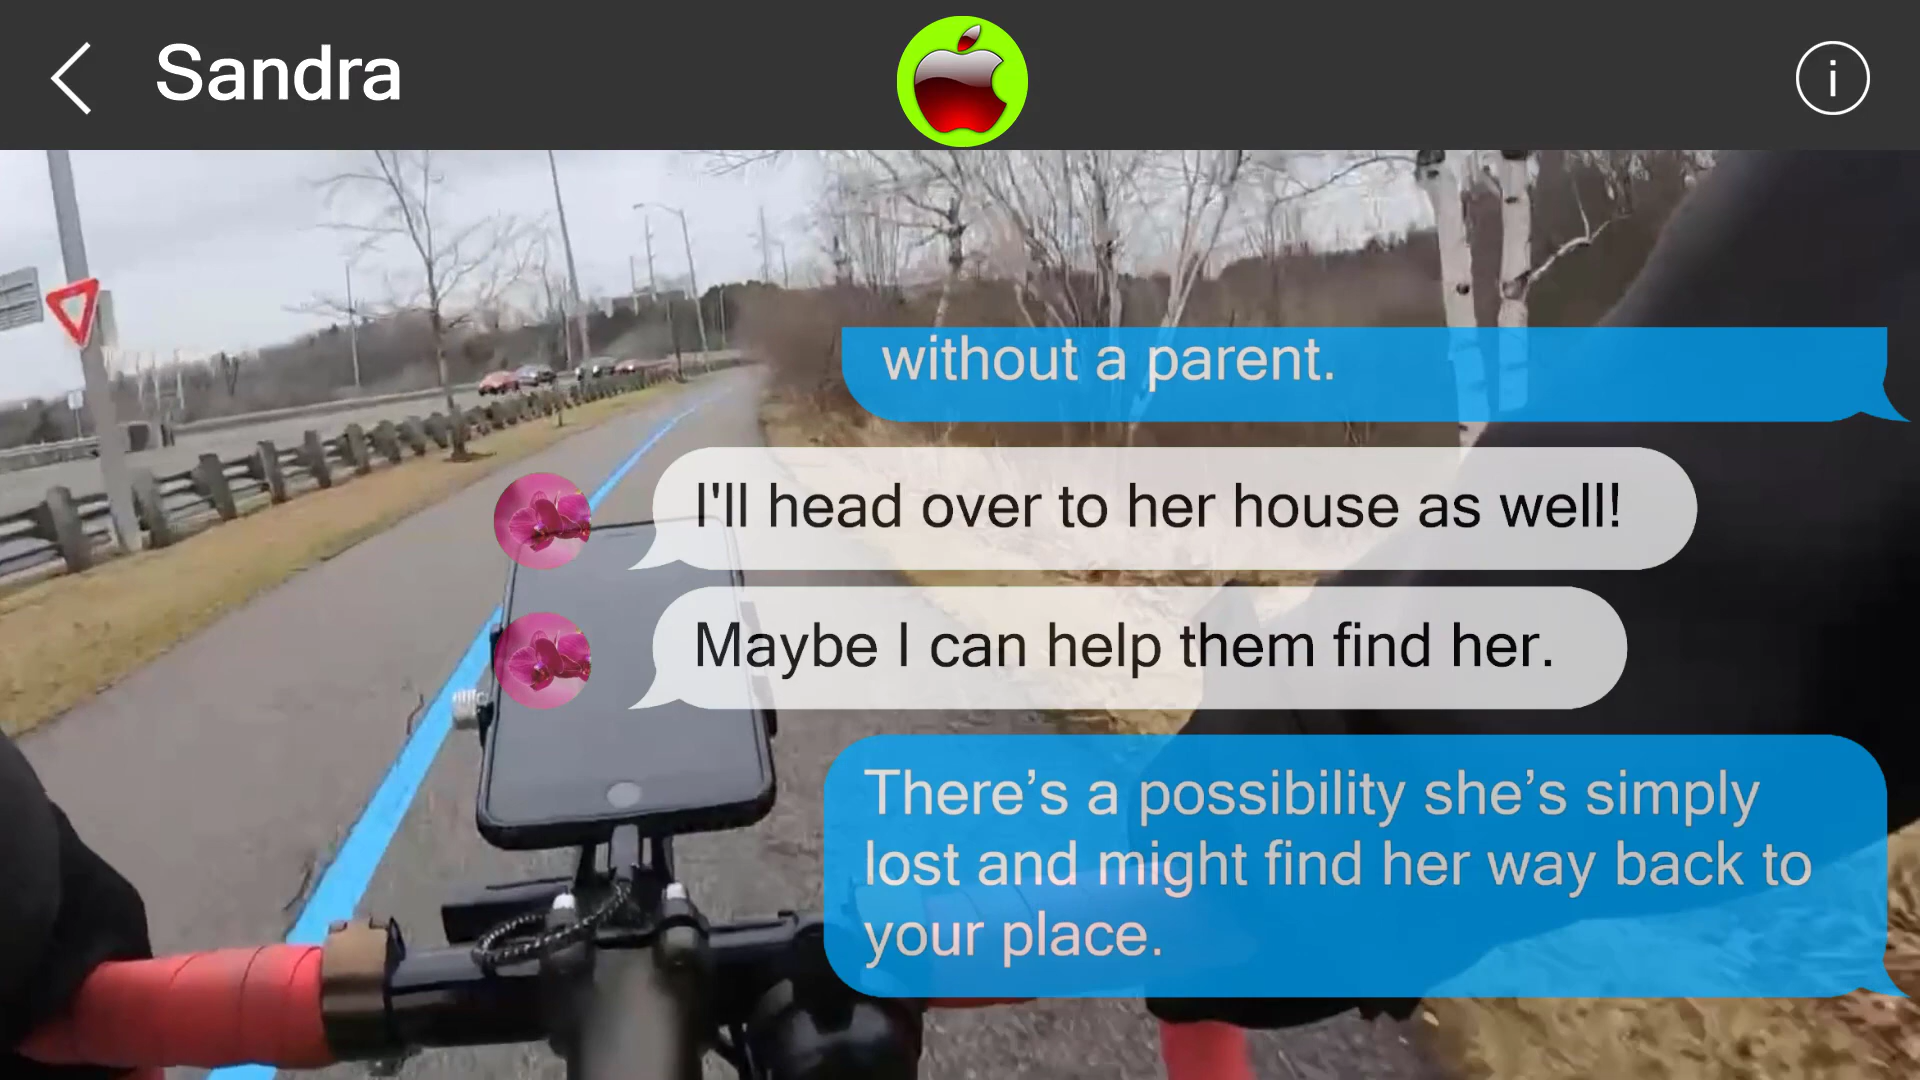 Sandra
i
without a parent.
I'll head over to her house as well!
Maybe I can help them find her.
There’s a possibility she’s simply
lost and might find her way back to
your place.